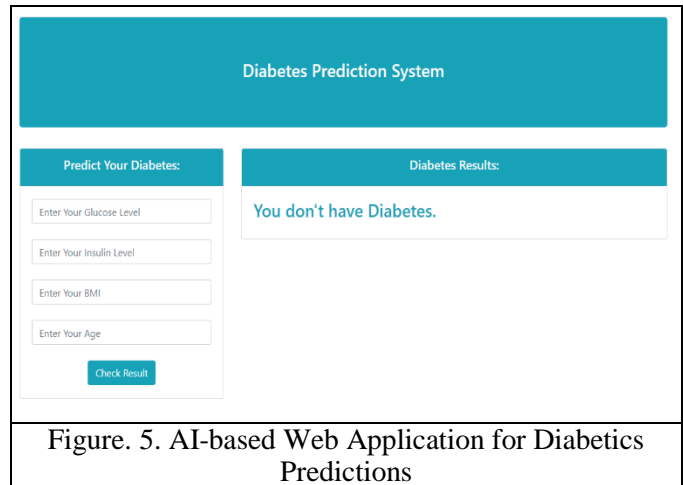 Diabetes Prediction System
Predict Your Diabetes:
Enter Your Glucose Level
Enter Your Insulin Level
Enter Your BMI
Enter Your Age
Check Result
Diabetes Results:
You don't have Diabetes.
Figure. 5. AI-based Web Application for Diabetics
Predictions